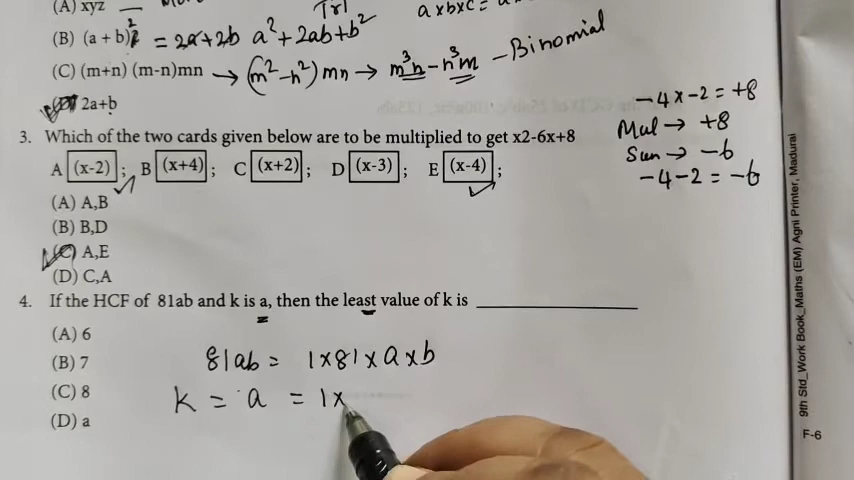 (A) xyz
Tri
a×b×c =
(B) (a + b)² = 2a+2b a²+2ab+b²
(C) (m+n) (m-n)mn → (m²-n²) mn → m³n - n³m - Binomial
2a+b
-4×-2 = +8
Mul → +8
Sum → -6
-4-2 = -6
3. Which of the two cards given below are to be multiplied to get x2-6x+8
A (x-2) ; B (x+4) ; C (x+2) ; D (x-3) ; E (x-4) ;
(A) A,B
(B) B,D
(C) A,E
(D) C,A
4. If the HCF of 81ab and k is a, then the least value of k is ____________
(A) 6
(B) 7
(C) 8
(D) a
81ab = 1×81×a×b
k = a = 1×
9th Std_Work Book_Maths (EM) Agni Printer, Madurai
F-6